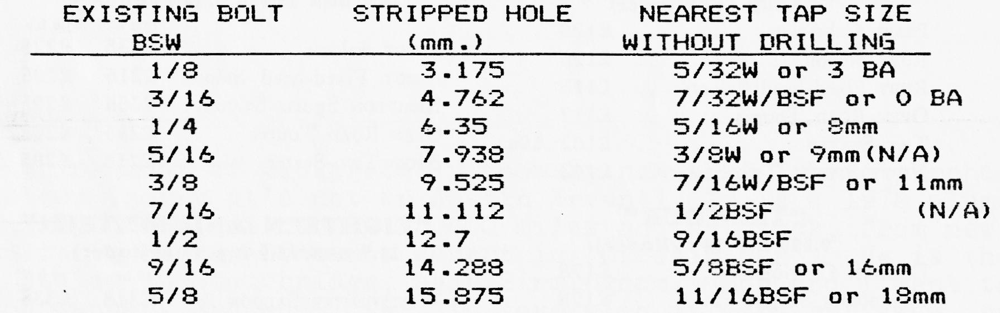 EXISTING BOLT STRIPPED HOLE NEAREST TAP SIZE
BSW (mm.) WITHOUT DRILLING
1/8 3.175 5/32W or 3 BA
3/16 4.762 7/32W/BSF or 0 BA
1/4 6.35 5/16W or 8mm
5/16 7.938 3/8W or 9mm(N/A)
3/8 9.525 7/16W/BSF or 11mm
7/16 11.112 1/2BSF (N/A)
1/2 12.7 9/16BSF
9/16 14.288 5/8BSF or 16mm
5/8 15.875 11/16BSF or 18mm